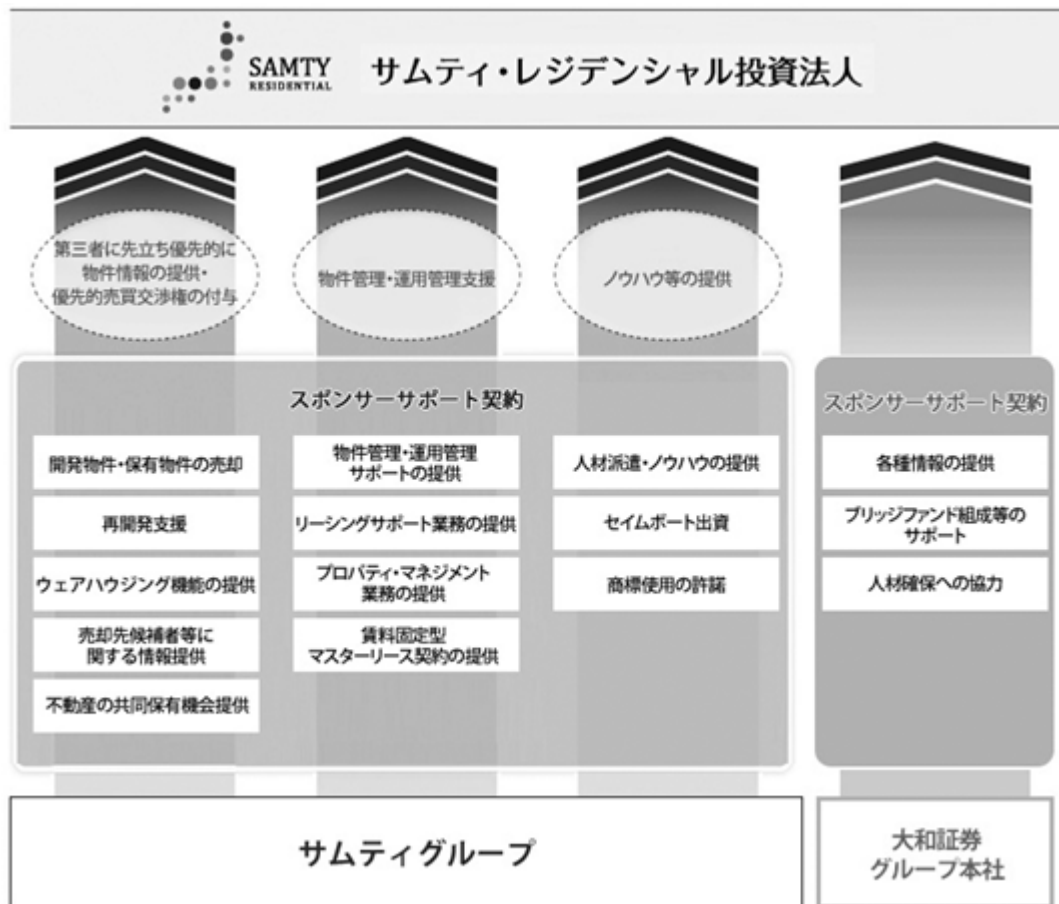 SAMTY
RESIDENTIAL
サムティ・レジデンシャル投資法人
第三者に先立ち優先的に
物件情報の提供・
優先的売買交渉権の付与
物件管理・運用管理支援
ノウハウ等の提供
スポンサーサポート契約
開発物件・保有物件の売却
再開発支援
ウェアハウジング機能の提供
売却先候補者等に
関する情報提供
不動産の共同保有機会提供
物件管理・運用管理
サポートの提供
リーシングサポート業務の提供
プロパティ・マネジメント
業務の提供
賃料固定型
マスターリース契約の提供
人材派遣・ノウハウの提供
セイムボート出資
商標使用の許諾
スポンサーサポート契約
各種情報の提供
ブリッジファンド組成等の
サポート
人材確保への協力
サムティグループ
大和証券
グループ本社